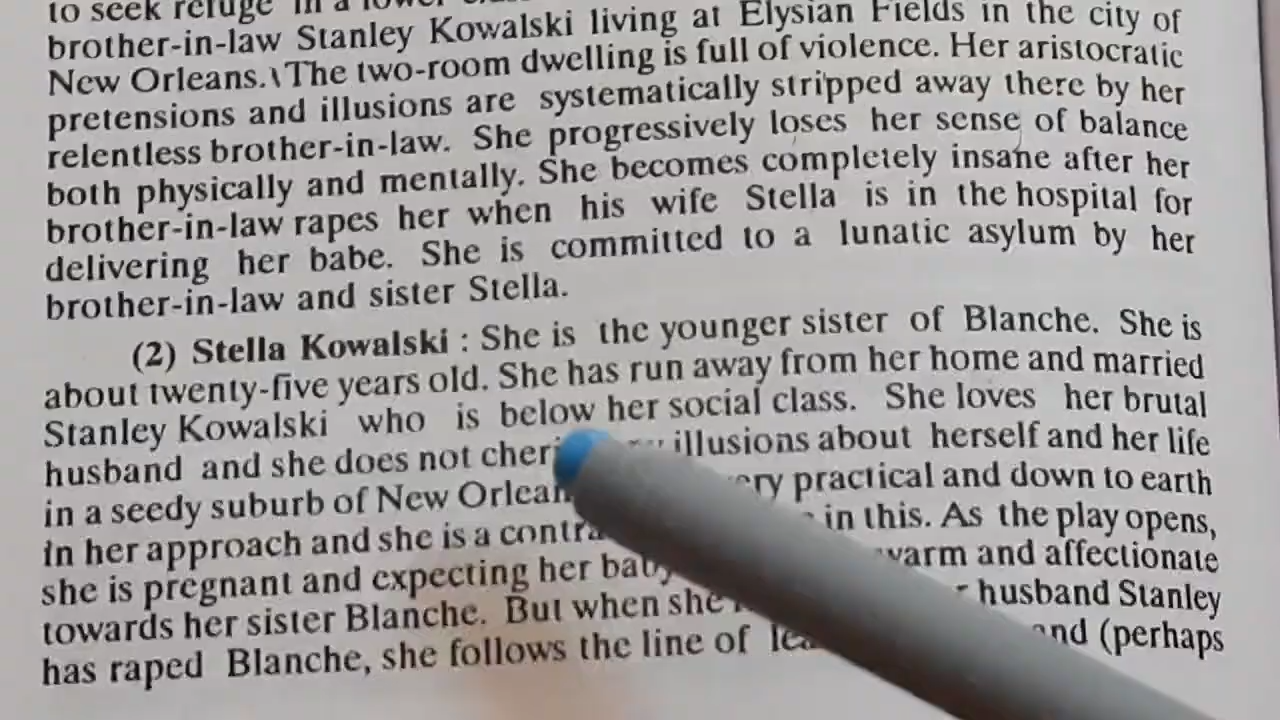 to seek refuge in a lower
brother-in-law Stanley Kowalski living at Elysian Fields in the city of
New Orleans. The two-room dwelling is full of violence. Her aristocratic
pretensions and illusions are systematically stripped away there by her
relentless brother-in-law. She progressively loses her sense of balance
both physically and mentally. She becomes completely insane after her
brother-in-law rapes her when his wife Stella is in the hospital for
delivering her babe. She is committed to a lunatic asylum by her
brother-in-law and sister Stella.
(2) Stella Kowalski : She is the younger sister of Blanche. She is
about twenty-five years old. She has run away from her home and married
Stanley Kowalski who is below her social class. She loves her brutal
husband and she does not illusions about herself and her life
in a seedy suburb of New practical and down to earth
in her approach and she is a in this. As the play opens,
she is pregnant and expecting her warm and affectionate
towards her sister Blanche. But when she husband Stanley
has raped Blanche, she follows the line of and (perhaps